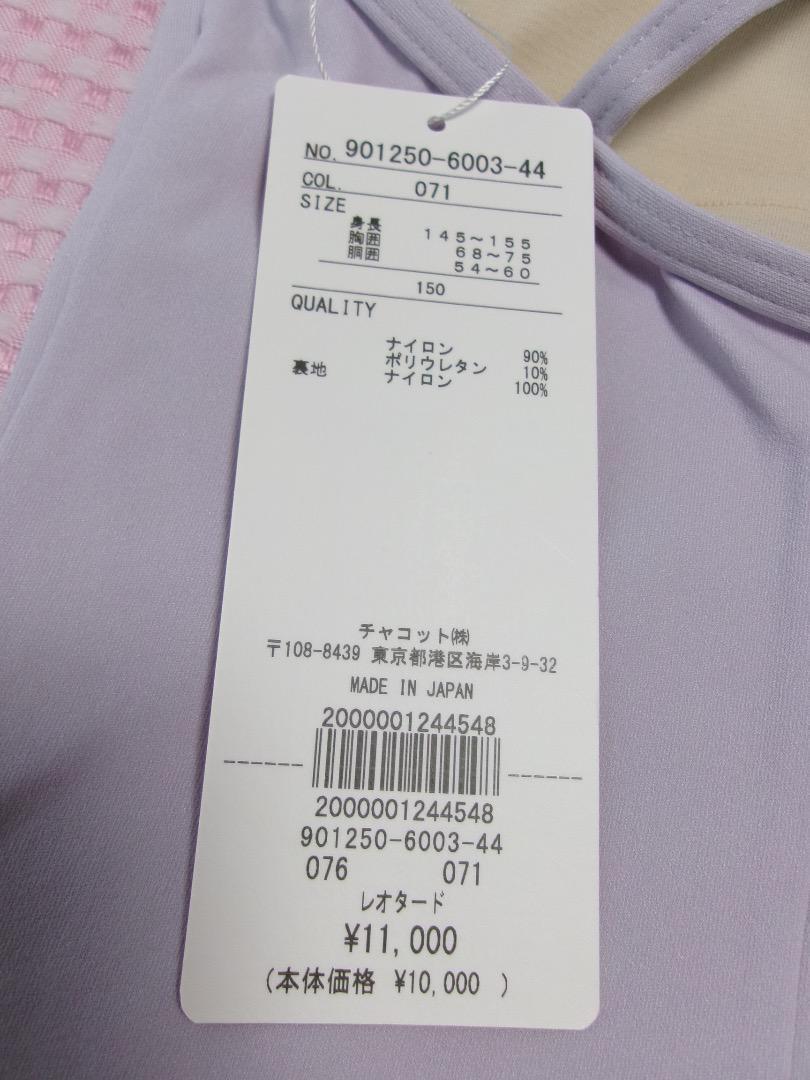 NO. 901250-6003-44
COL. 071
SIZE
身長 145～155
胸囲 68～75
胴囲 54～60
150
QUALITY
ナイロン 90%
ポリウレタン 10%
裏地 ナイロン 100%
チャコット㈱
〒108-8439 東京都港区海岸3-9-32
MADE IN JAPAN
2000001244548
2000001244548
901250-6003-44
076 071
レオタード
¥11,000
(本体価格 ¥10,000 )